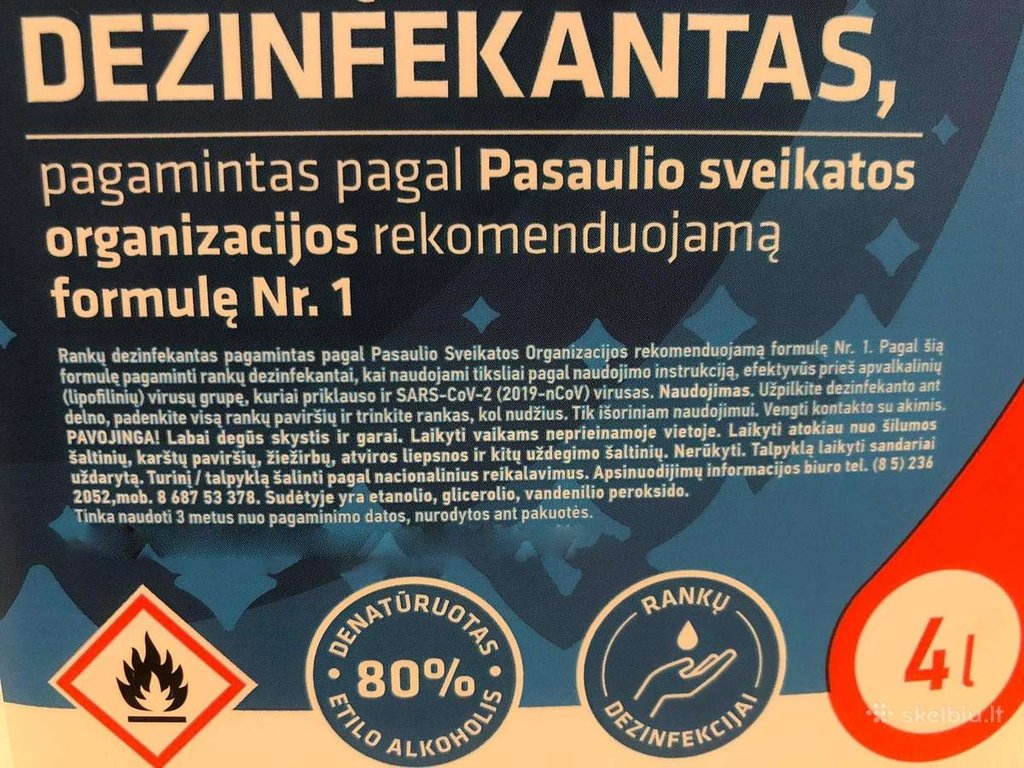 DEZINFEKANTAS,
pagamintas pagal Pasaulio sveikatos
organizacijos rekomenduojamą
formulę Nr. 1
Rankų dezinfekantas pagamintas pagal Pasaulio Sveikatos Organizacijos rekomenduojamą formulę Nr. 1. Pagal šią
formulę pagaminti rankų dezinfekantai, kai naudojami tiksliai pagal naudojimo instrukciją, efektyvūs prieš apvalkalinių
(lipofilinių) virusų grupę, kuriai priklauso ir SARS-CoV-2 (2019-nCoV) virusas. Naudojimas. Užpilkite dezinfekanto ant
delno, padenkite visą rankų paviršių ir trinkite rankas, kol nudžius. Tik išoriniam naudojimui. Vengti kontakto su akimis.
PAVOJINGA! Labai degūs skystis ir garai. Laikyti vaikams neprieinamoje vietoje. Laikyti atokiau nuo šilumos
šaltinių, karštų paviršių, žiežirbų, atviros liepsnos ir kitų uždegimo šaltinių. Nerūkyti. Talpyklą laikyti sandariai
uždarytą. Turinį / talpyklą šalinti pagal nacionalinius reikalavimus. Apsinuodijimų informacijos biuro tel. (8 5) 236
2052,mob. 8 687 53 378. Sudėtyje yra etanolio, glicerolio, vandenilio peroksido.
Tinka naudoti 3 metus nuo pagaminimo datos, nurodytos ant pakuotės.
DENATŪRUOTAS
80%
ETILO ALKOHOLIS
RANKŲ
DEZINFEKCIJAI
4 l
skelbiu.lt